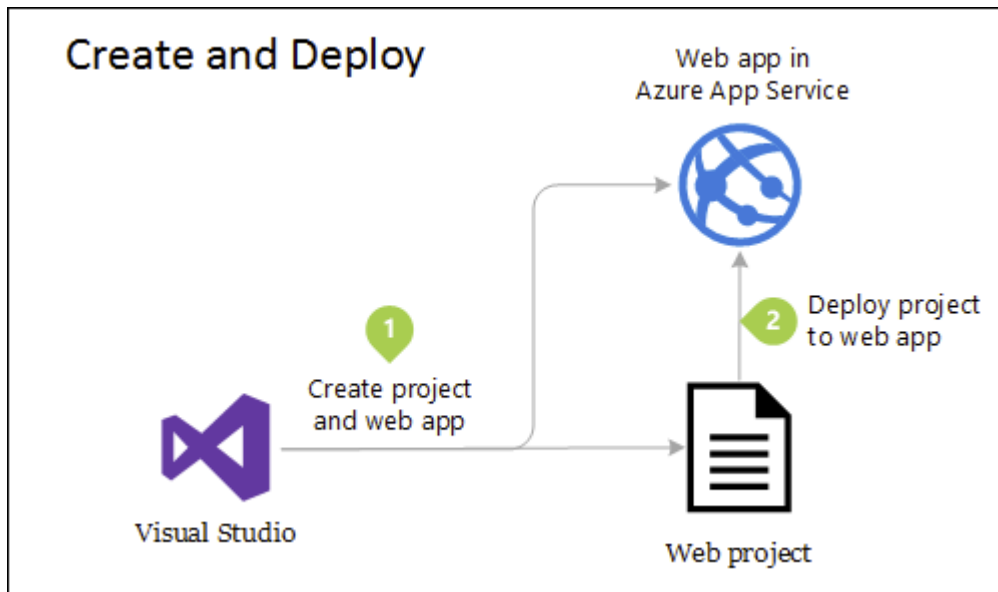 Create and Deploy
Web app in
Azure App Service
1
Create project
and web app
2
Deploy project
to web app
Visual Studio
Web project